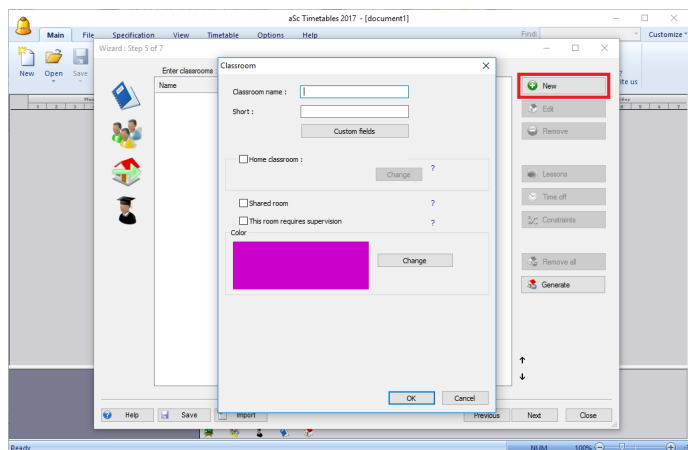 aSc Timetables 2017 - [document1]
Main File Specification View Timetable Options Help Find: Customize
Wizard : Step 5 of 7
New Open Save
Enter classrooms
Name
Classroom
Classroom name :
Short :
Custom fields
Home classroom :
Change ?
Shared room ?
This room requires supervision ?
Color
Change
OK Cancel
New
Edit
Remove
Lessons
Time off
Constraints
Remove all
Generate
Help Save Import Previous Next Close
Ready NUM 100%